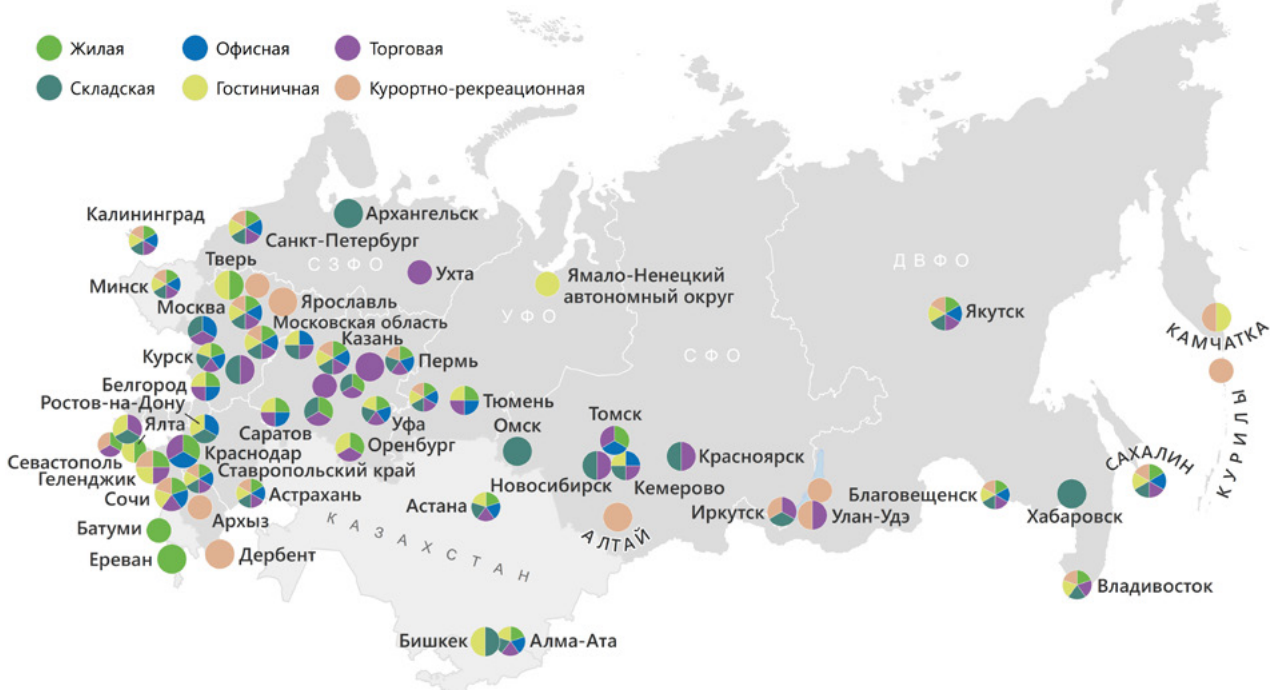 Жилая
Офисная
Торговая
Складская
Гостиничная
Курортно-рекреационная
Калининград
Архангельск
Санкт-Петербург
СЗФО
Тверь
Ухта
Ямало-Ненецкий
автономный округ
ДВФО
Минск
Ярославль
УФО
Москва
Московская область
Якутск
Казань
КАМЧАТКА
Курск
Пермь
СФО
Белгород
Ростов-на-Дону
Тюмень
Томск
КУРИЛЫ
Ялта
Саратов
Уфа
Омск
Оренбург
Краснодар
Красноярск
Севастополь
Ставропольский край
САХАЛИН
Геленджик
Новосибирск
Кемерово
Сочи
Астрахань
Астана
Благовещенск
Иркутск
Улан-Удэ
Хабаровск
Архыз
Батуми
КАЗАХСТАН
АЛТАЙ
Ереван
Дербент
Владивосток
Бишкек
Алма-Ата